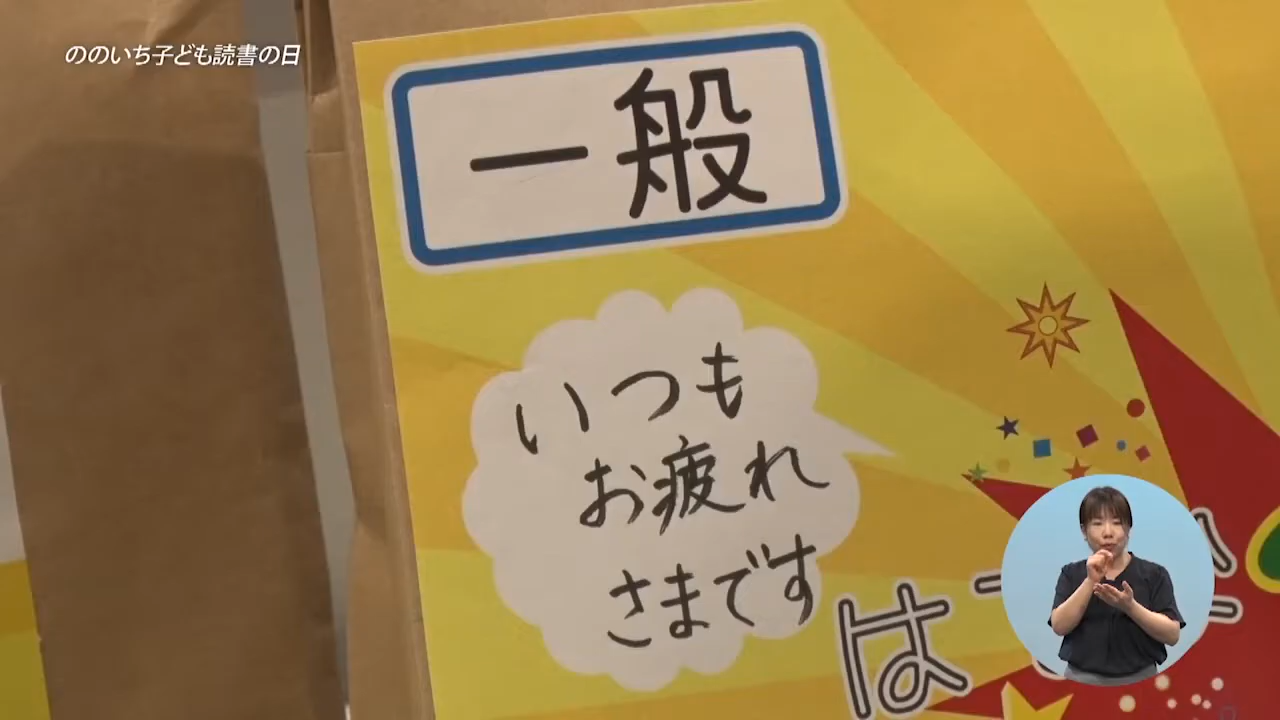 ののいち子ども読書の日
一般
いつも
お疲れ
さまです
は